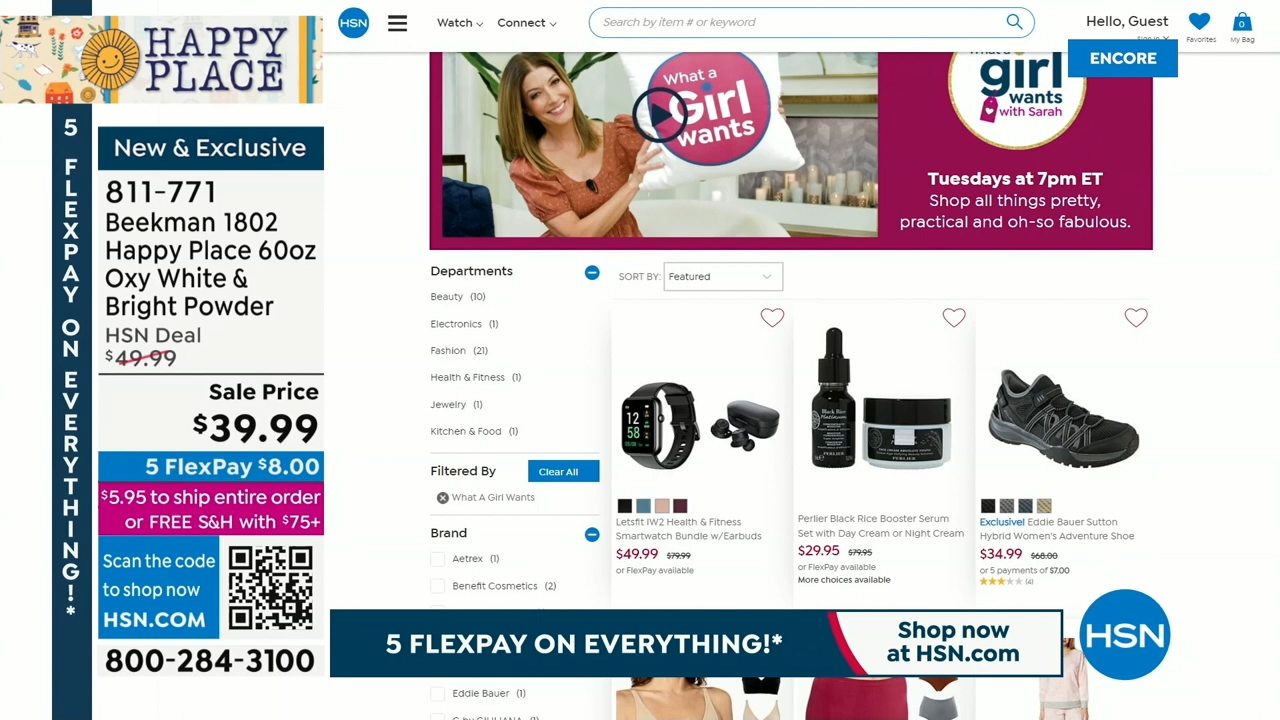 HAPPY
PLACE
5 FLEXPAY ON EVERYTHING!*
New & Exclusive
811-771
Beekman 1802
Happy Place 60oz
Oxy White &
Bright Powder
HSN Deal
$49.99
Sale Price
$39.99
5 FlexPay $8.00
$5.95 to ship entire order
or FREE S&H with $75+
Scan the code
to shop now
HSN.COM
800-284-3100
HSN
Watch
Connect
Search by item # or keyword
Hello, Guest
Favorites
0
My Bag
ENCORE
What a
Girl
wants
girl
wants
with Sarah
Tuesdays at 7pm ET
Shop all things pretty,
practical and oh-so fabulous.
Departments
Beauty (10)
Electronics (1)
Fashion (21)
Health & Fitness (1)
Jewelry (1)
Kitchen & Food (1)
Filtered By
Clear All
What A Girl Wants
Brand
Aetrex (1)
Benefit Cosmetics (2)
Eddie Bauer (1)
G by GIULIANA (1)
SORT BY: Featured
12
58
Letsfit IW2 Health & Fitness
Smartwatch Bundle w/Earbuds
$49.99 $79.99
or FlexPay available
Black Rice
Platinum
PERLIER
Perlier Black Rice Booster Serum
Set with Day Cream or Night Cream
$29.95 $79.95
or FlexPay available
More choices available
Exclusive! Eddie Bauer Sutton
Hybrid Women's Adventure Shoe
$34.99 $68.00
or 5 payments of $7.00
(4)
5 FLEXPAY ON EVERYTHING!*
Shop now
at HSN.com
HSN